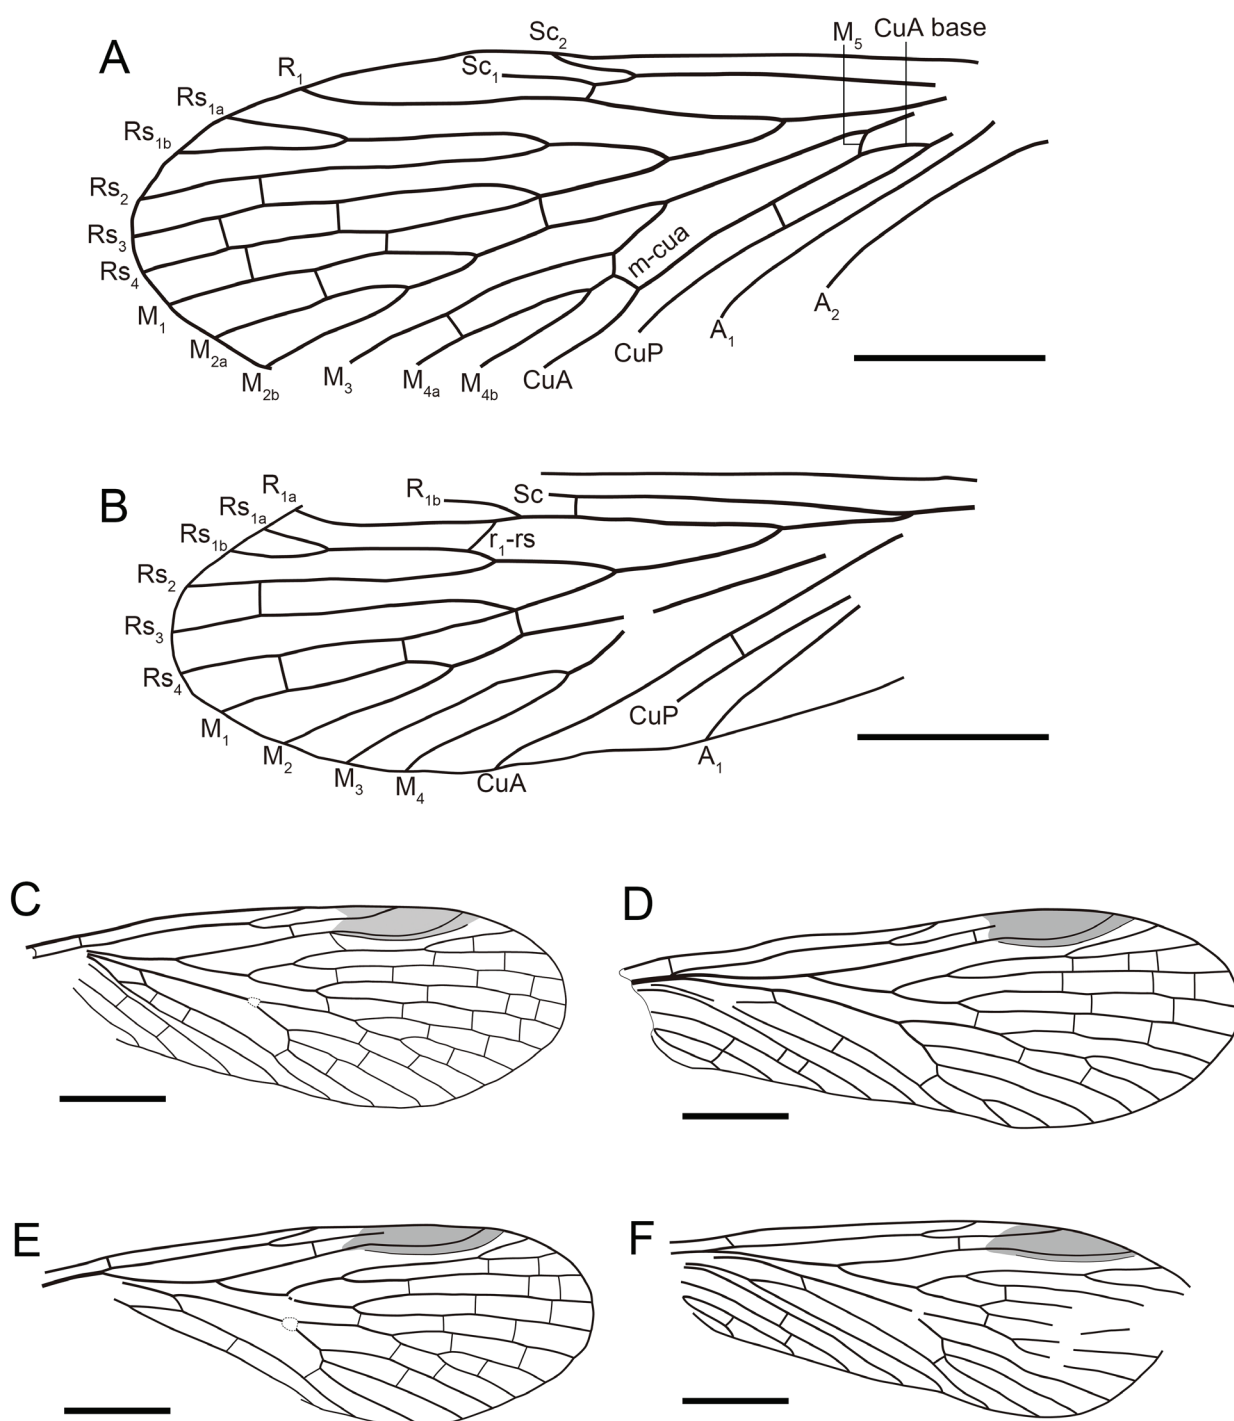 A
Sc2
M5
CuA base
R1
Sc1
Rs1a
Rs1b
Rs2
Rs3
Rs4
M1
M2a
M2b
M3
M4a
M4b
CuA
m-cua
CuP
A1
A2
B
R1a
R1b
Sc
Rs1a
Rs1b
r1-rs
Rs2
Rs3
Rs4
M1
M2
M3
M4
CuA
CuP
A1
C
D
E
F